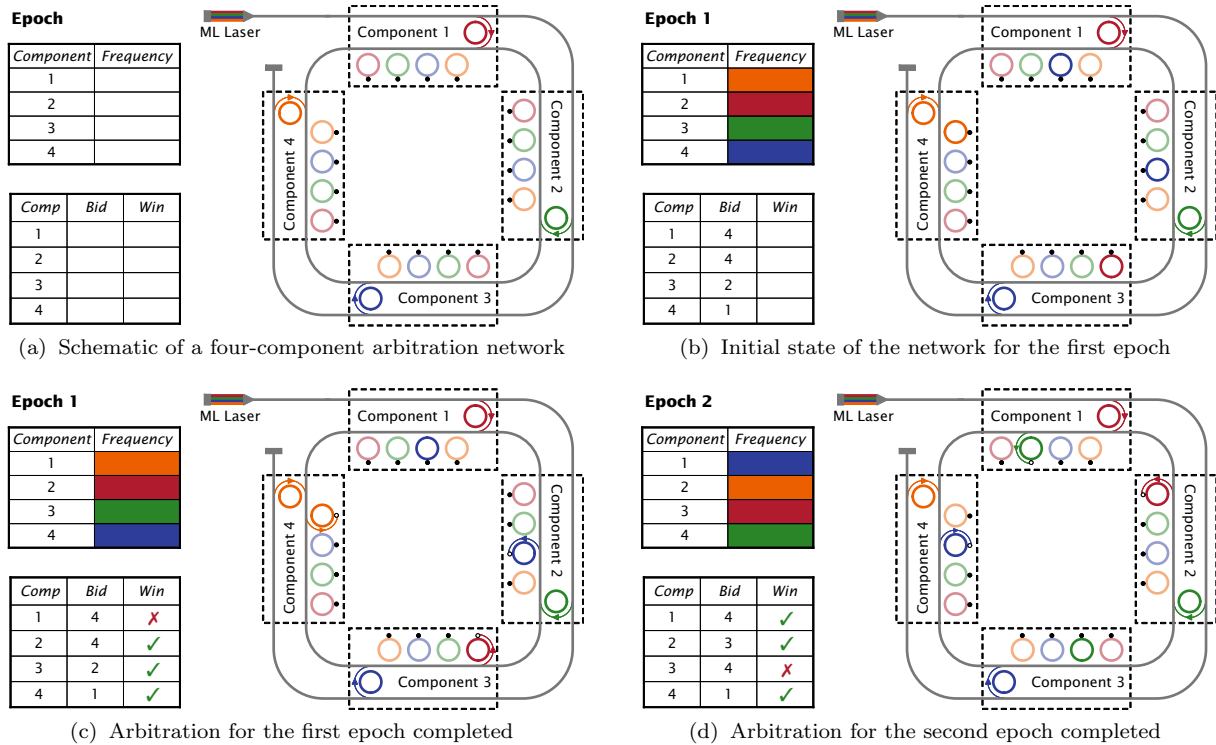 Epoch
Component Frequency
1
2
3
4
Comp Bid Win
1
2
3
4
ML Laser
Component 1
Component 2
Component 3
Component 4
(a) Schematic of a four-component arbitration network
Epoch 1
Component Frequency
1
2
3
4
Comp Bid Win
1 4
2 4
3 2
4 1
ML Laser
Component 1
Component 2
Component 3
Component 4
(b) Initial state of the network for the first epoch
Epoch 1
Component Frequency
1
2
3
4
Comp Bid Win
1 4 ✗
2 4 ✓
3 2 ✓
4 1 ✓
ML Laser
Component 1
Component 2
Component 3
Component 4
(c) Arbitration for the first epoch completed
Epoch 2
Component Frequency
1
2
3
4
Comp Bid Win
1 4 ✓
2 3 ✓
3 4 ✗
4 1 ✓
ML Laser
Component 1
Component 2
Component 3
Component 4
(d) Arbitration for the second epoch completed